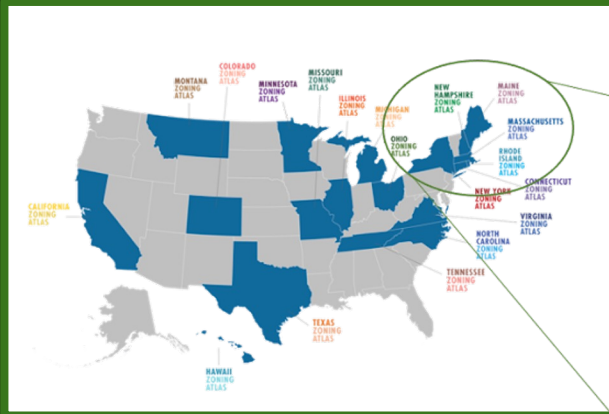 COLORADO
ZONING
ATLAS
MONTANA
ZONING
ATLAS
MINNESOTA
ZONING
ATLAS
MISSOURI
ZONING
ATLAS
ILLINOIS
ZONING
ATLAS
MICHIGAN
ZONING
ATLAS
OHIO
ZONING
ATLAS
NEW
HAMPSHIRE
ZONING
ATLAS
MAINE
ZONING
ATLAS
MASSACHUSETTS
ZONING
ATLAS
RHODE
ISLAND
ZONING
ATLAS
CONNECTICUT
ZONING
ATLAS
NEW YORK
ZONING
ATLAS
VIRGINIA
ZONING
ATLAS
NORTH
CAROLINA
ZONING
ATLAS
TENNESSEE
ZONING
ATLAS
CALIFORNIA
ZONING
ATLAS
TEXAS
ZONING
ATLAS
HAWAII
ZONING
ATLAS